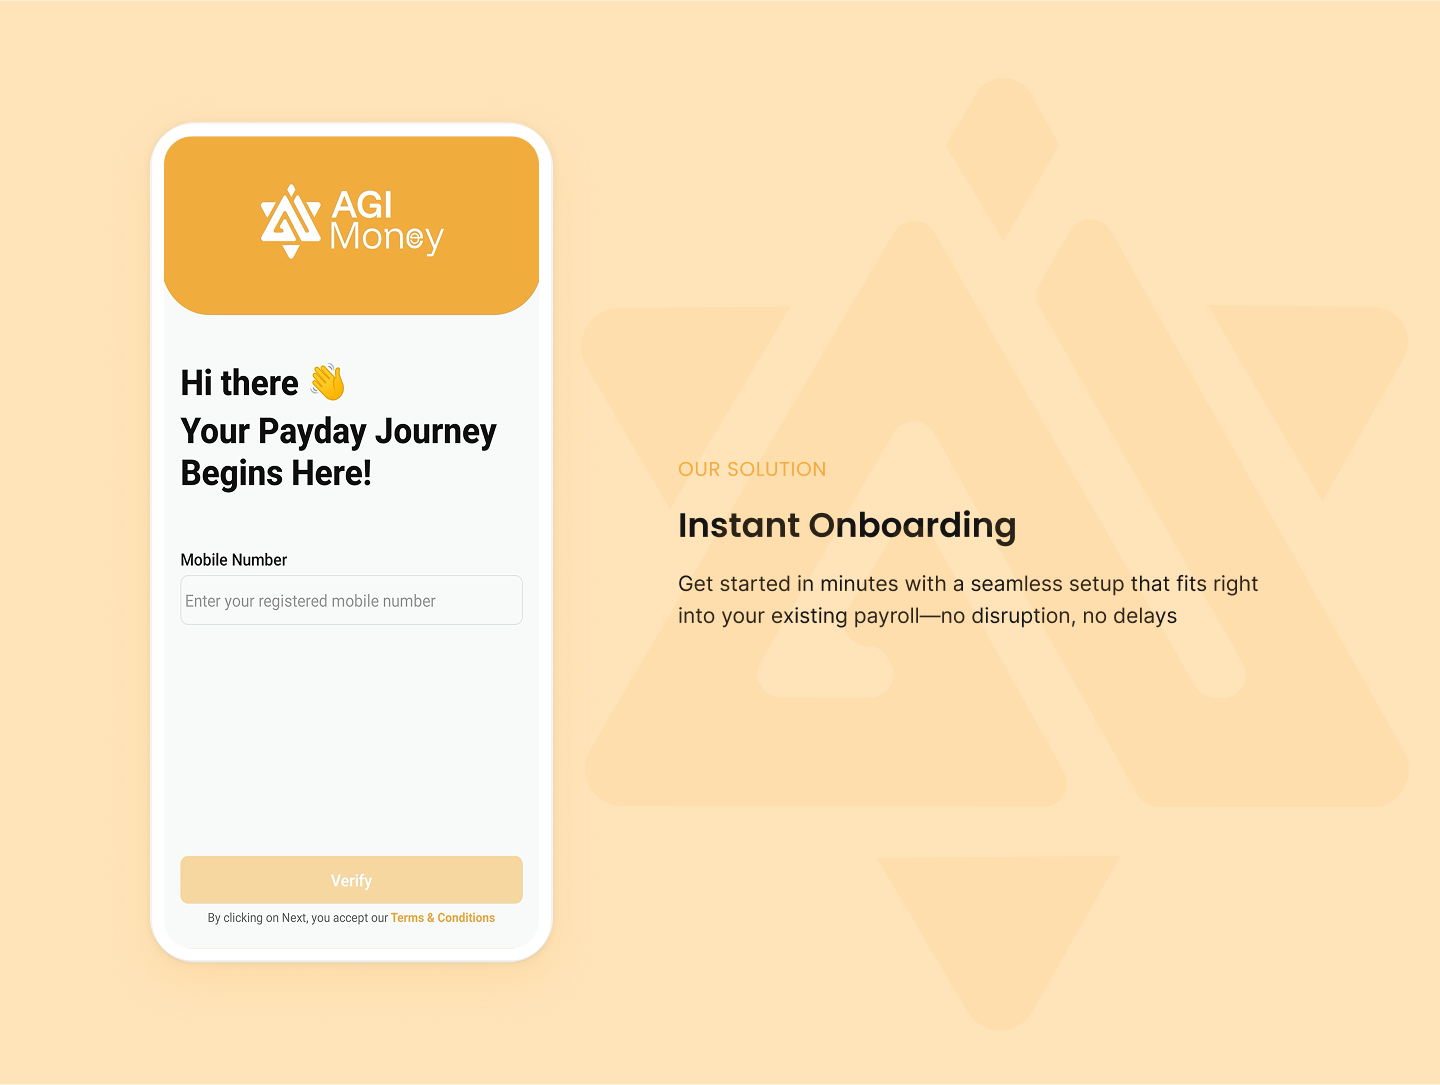 AGI
Money
Hi there 👋
Your Payday Journey
Begins Here!
Mobile Number
Enter your registered mobile number
Verify
By clicking on Next, you accept our Terms & Conditions
OUR SOLUTION
Instant Onboarding
Get started in minutes with a seamless setup that fits right
into your existing payroll—no disruption, no delays